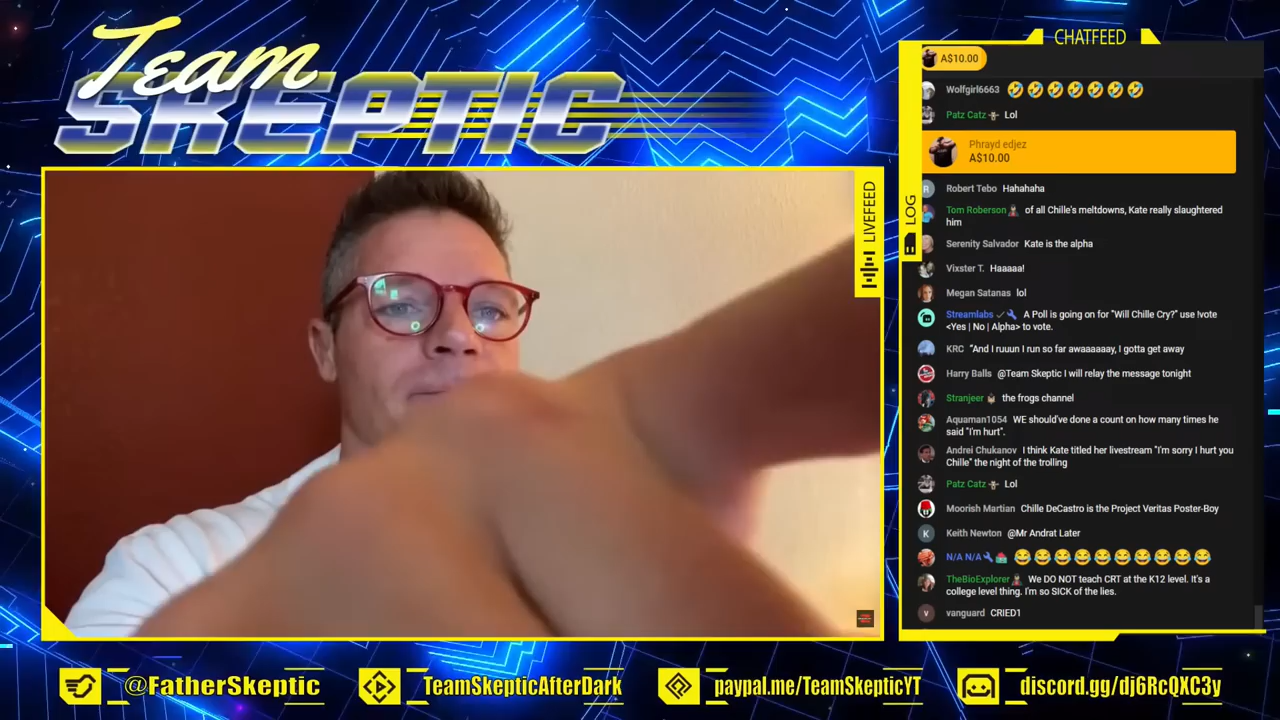 Team
SKEPTIC
CHATFEED
A$10.00
Wolfgirl6663 🤣🤣🤣🤣🤣🤣🤣
Patz Catz Lol
Phrayd edjez
A$10.00
Robert Tebo Hahahaha
Tom Roberson of all Chille's meltdowns, Kate really slaughtered
him
Serenity Salvador Kate is the alpha
Vixster T. Haaaaa!
Megan Satanas lol
Streamlabs A Poll is going on for "Will Chille Cry?" use !vote
<Yes | No | Alpha> to vote.
KRC “And I ruuun I run so far awaaaaaay, I gotta get away
Harry Balls @Team Skeptic I will relay the message tonight
Stranjeer the frogs channel
Aquaman1054 WE should've done a count on how many times he
said "I'm hurt".
Andrei Chukanov I think Kate titled her livestream "I'm sorry I hurt you
Chille" the night of the trolling
Patz Catz Lol
Moorish Martian Chille DeCastro is the Project Veritas Poster-Boy
Keith Newton @Mr Andrat Later
N/A N/A 😂😂😂😂😂😂😂😂😂😂
TheBioExplorer We DO NOT teach CRT at the K12 level. It's a
college level thing. I'm so SICK of the lies.
vanguard CRIED1
LIVEFEED
LOG
@FatherSkeptic
TeamSkepticAfterDark
paypal.me/TeamSkepticYT
discord.gg/dj6RcQXC3y